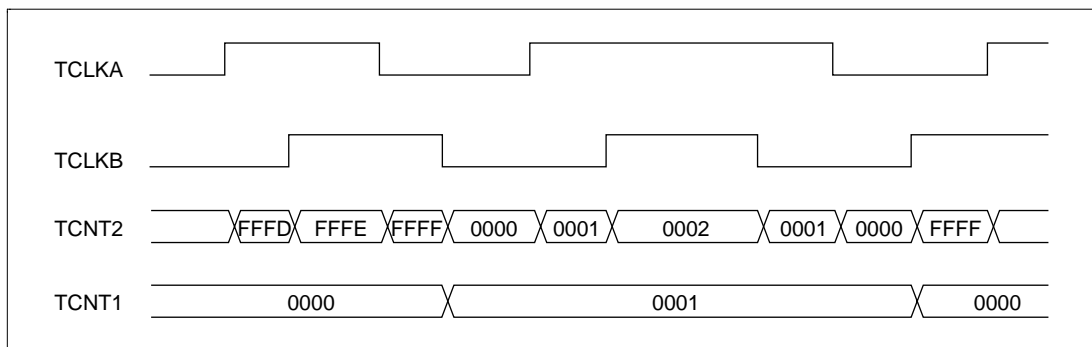 TCLKA
TCLKB
TCNT2 FFFD FFFE FFFF 0000 0001 0002 0001 0000 FFFF
TCNT1 0000 0001 0000